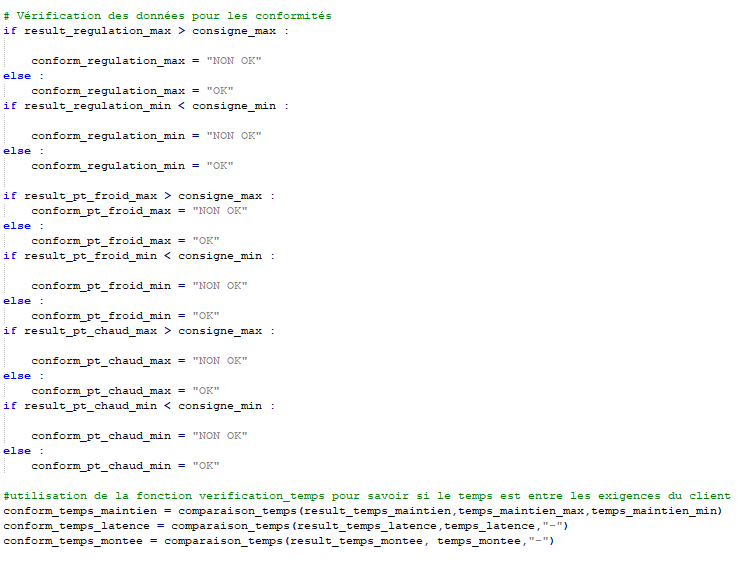 # Vérification des données pour les conformités
if result_regulation_max > consigne_max :
conform_regulation_max = "NON OK"
else :
conform_regulation_max = "OK"
if result_regulation_min < consigne_min :
conform_regulation_min = "NON OK"
else :
conform_regulation_min = "OK"
if result_pt_froid_max > consigne_max :
conform_pt_froid_max = "NON OK"
else :
conform_pt_froid_max = "OK"
if result_pt_froid_min < consigne_min :
conform_pt_froid_min = "NON OK"
else :
conform_pt_froid_min = "OK"
if result_pt_chaud_max > consigne_max :
conform_pt_chaud_max = "NON OK"
else :
conform_pt_chaud_max = "OK"
if result_pt_chaud_min < consigne_min :
conform_pt_chaud_min = "NON OK"
else :
conform_pt_chaud_min = "OK"
#utilisation de la fonction verification_temps pour savoir si le temps est entre les exigences du client
conform_temps_maintien = comparaison_temps(result_temps_maintien,temps_maintien_max,temps_maintien_min)
conform_temps_latence = comparaison_temps(result_temps_latence,temps_latence,"-")
conform_temps_montee = comparaison_temps(result_temps_montee, temps_montee,"-")